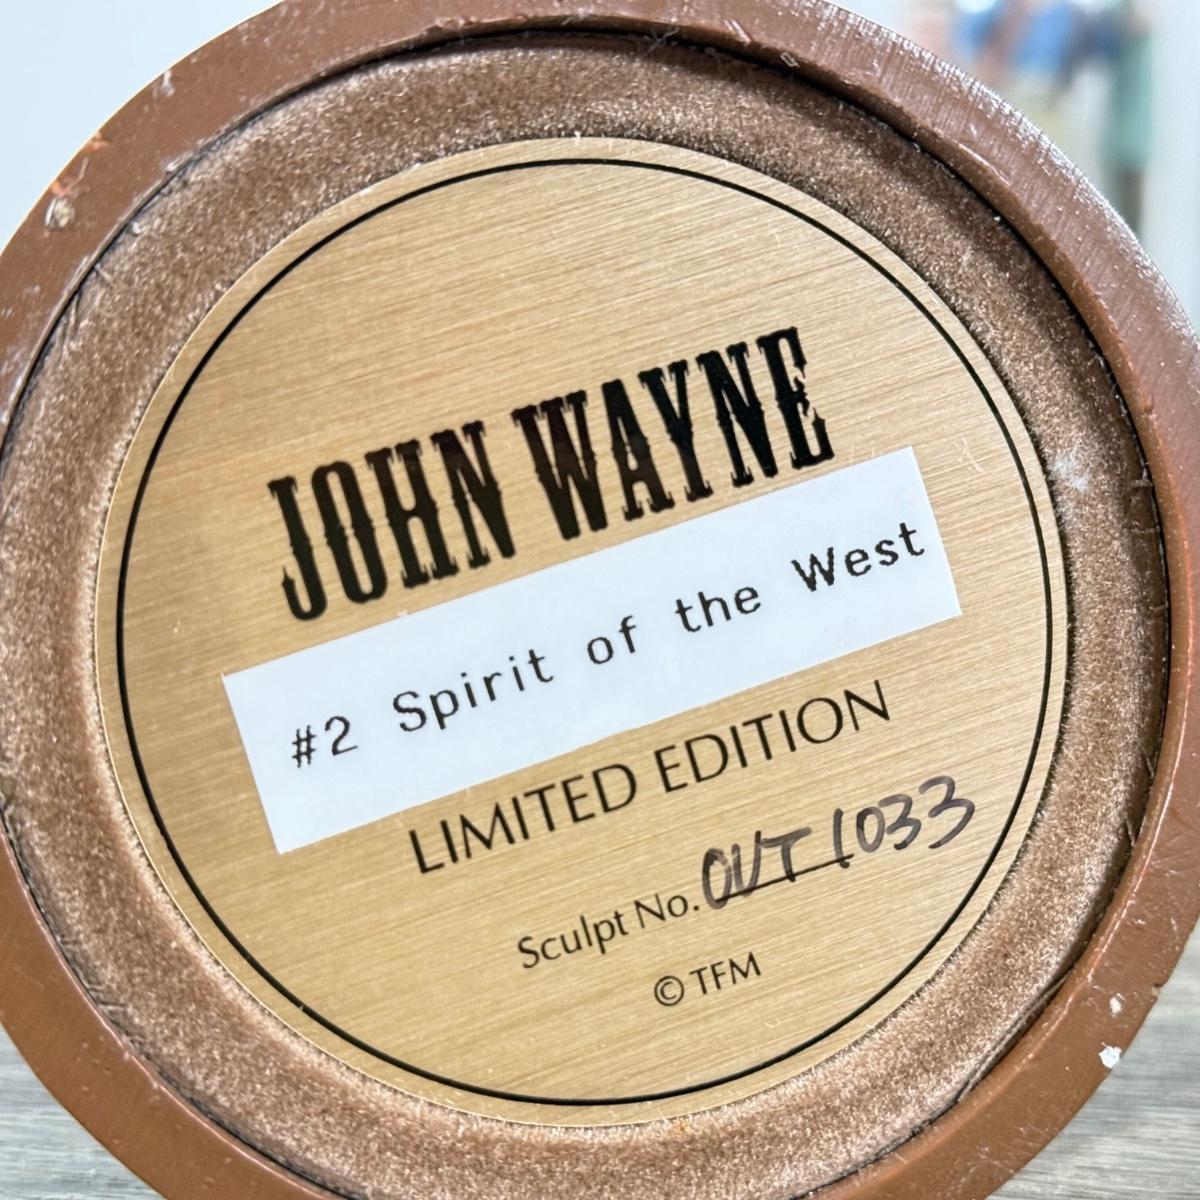 JOHN WAYNE
#2 Spirit of the West
LIMITED EDITION
Sculpt No. OUT 1033
© TFM